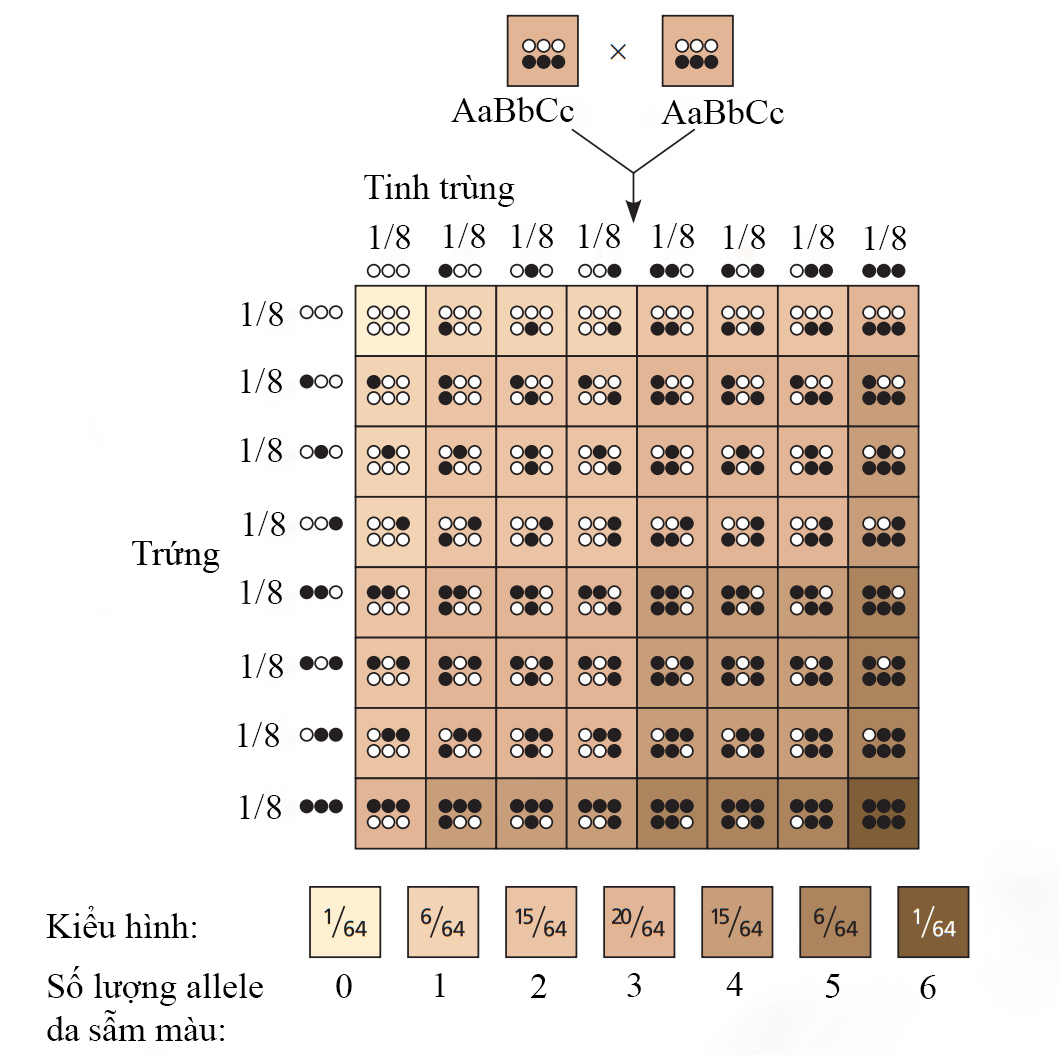 ×
AaBbCc AaBbCc
Tinh trùng
1/8 1/8 1/8 1/8 1/8 1/8 1/8 1/8
1/8
1/8
1/8
1/8
Trứng
1/8
1/8
1/8
1/8
Kiểu hình: 1/64 6/64 15/64 20/64 15/64 6/64 1/64
Số lượng allele 0 1 2 3 4 5 6
da sẫm màu: